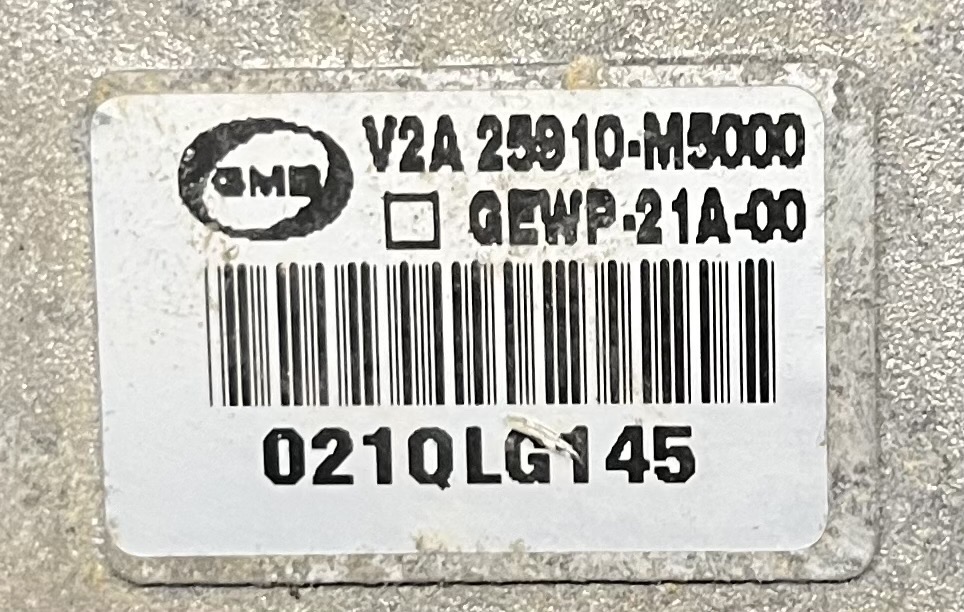 GMB
V2A 25910-M5000
GEWP-21A-00
021QLG145